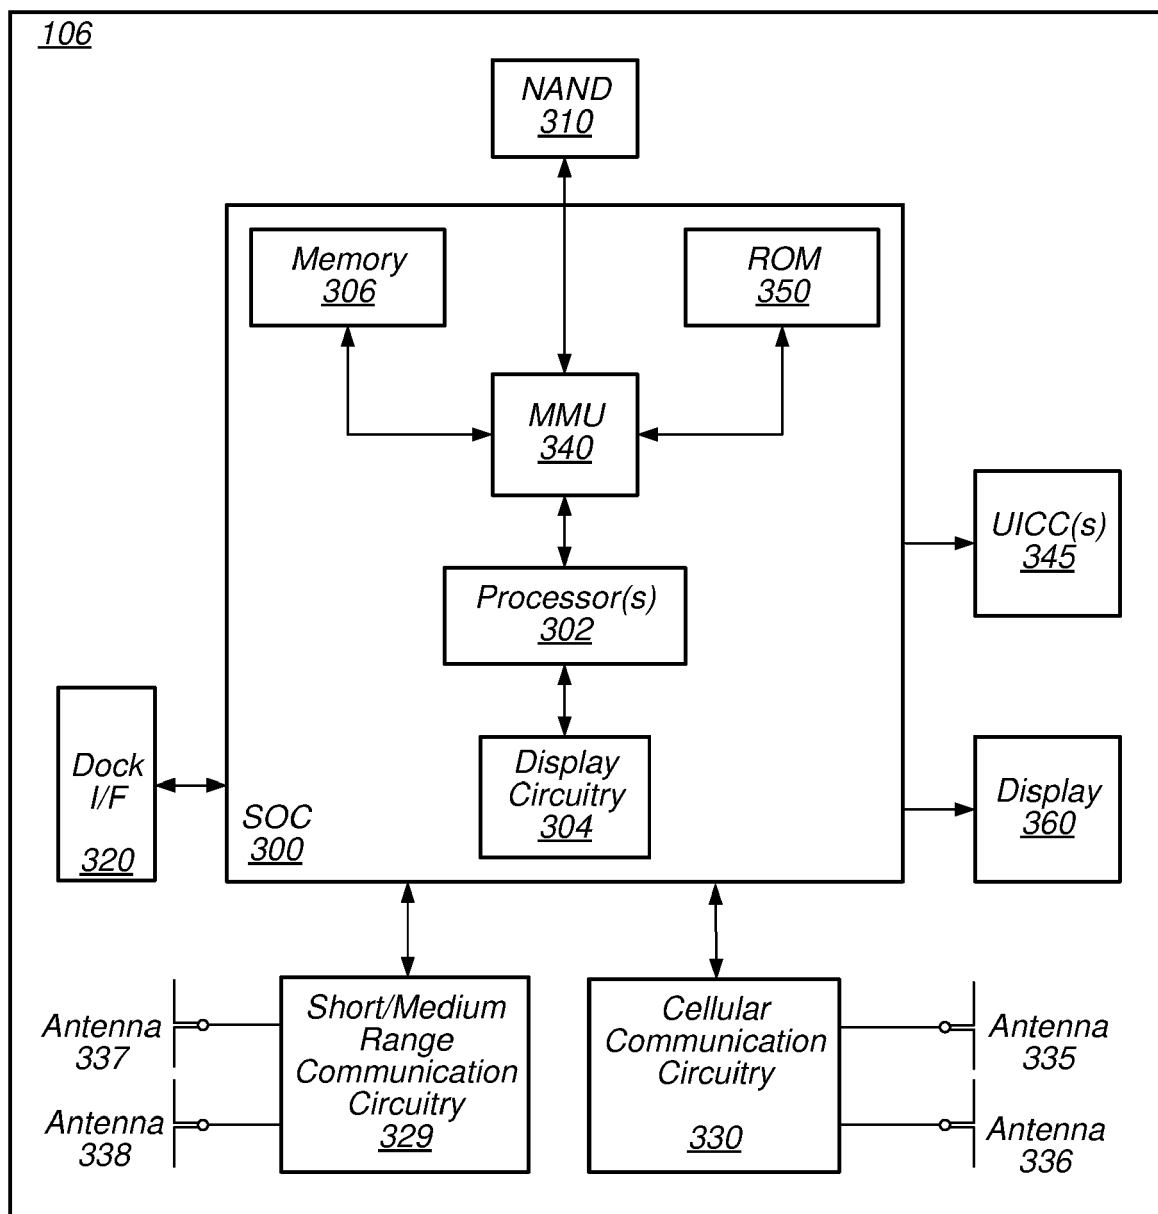 106
NAND
310
Memory
306
ROM
350
MMU
340
UICC(s)
345
Processor(s)
302
Dock
I/F
320
Display
Circuitry
304
SOC
300
Display
360
Antenna
337
Antenna
338
Short/Medium
Range
Communication
Circuitry
329
Cellular
Communication
Circuitry
330
Antenna
335
Antenna
336